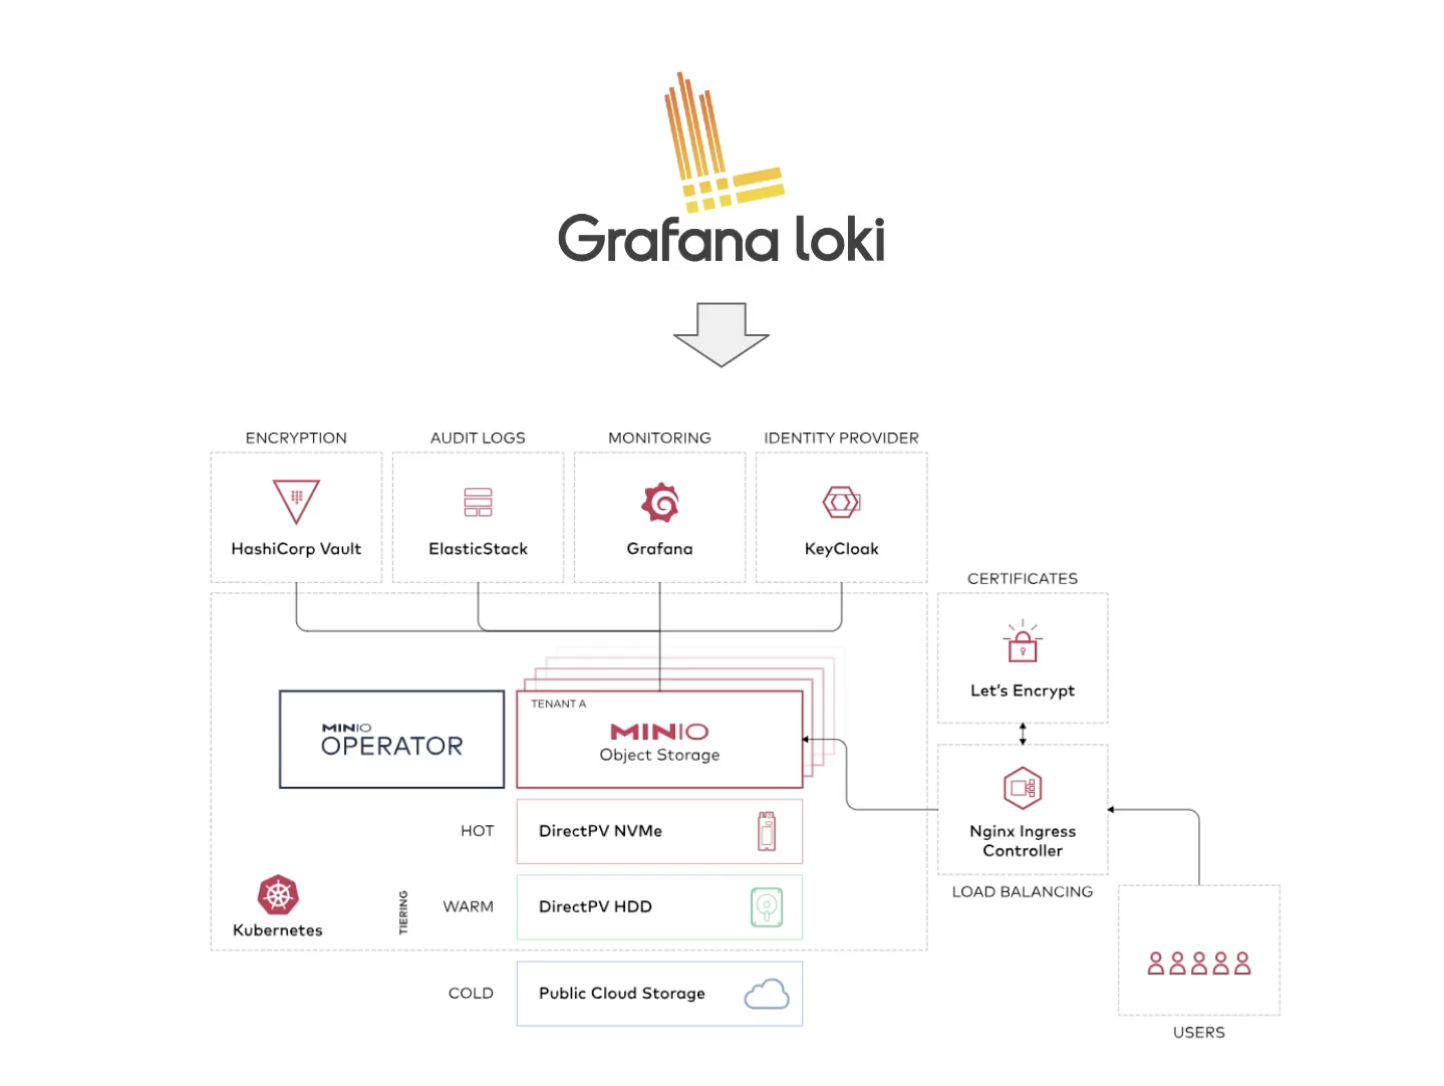 Grafana loki
ENCRYPTION
AUDIT LOGS
MONITORING
IDENTITY PROVIDER
HashiCorp Vault
ElasticStack
Grafana
KeyCloak
CERTIFICATES
Let's Encrypt
TENANT A
MINIO
OPERATOR
MINIO
Object Storage
Nginx Ingress
Controller
LOAD BALANCING
HOT
DirectPV NVMe
TIERING
WARM
DirectPV HDD
Kubernetes
COLD
Public Cloud Storage
USERS